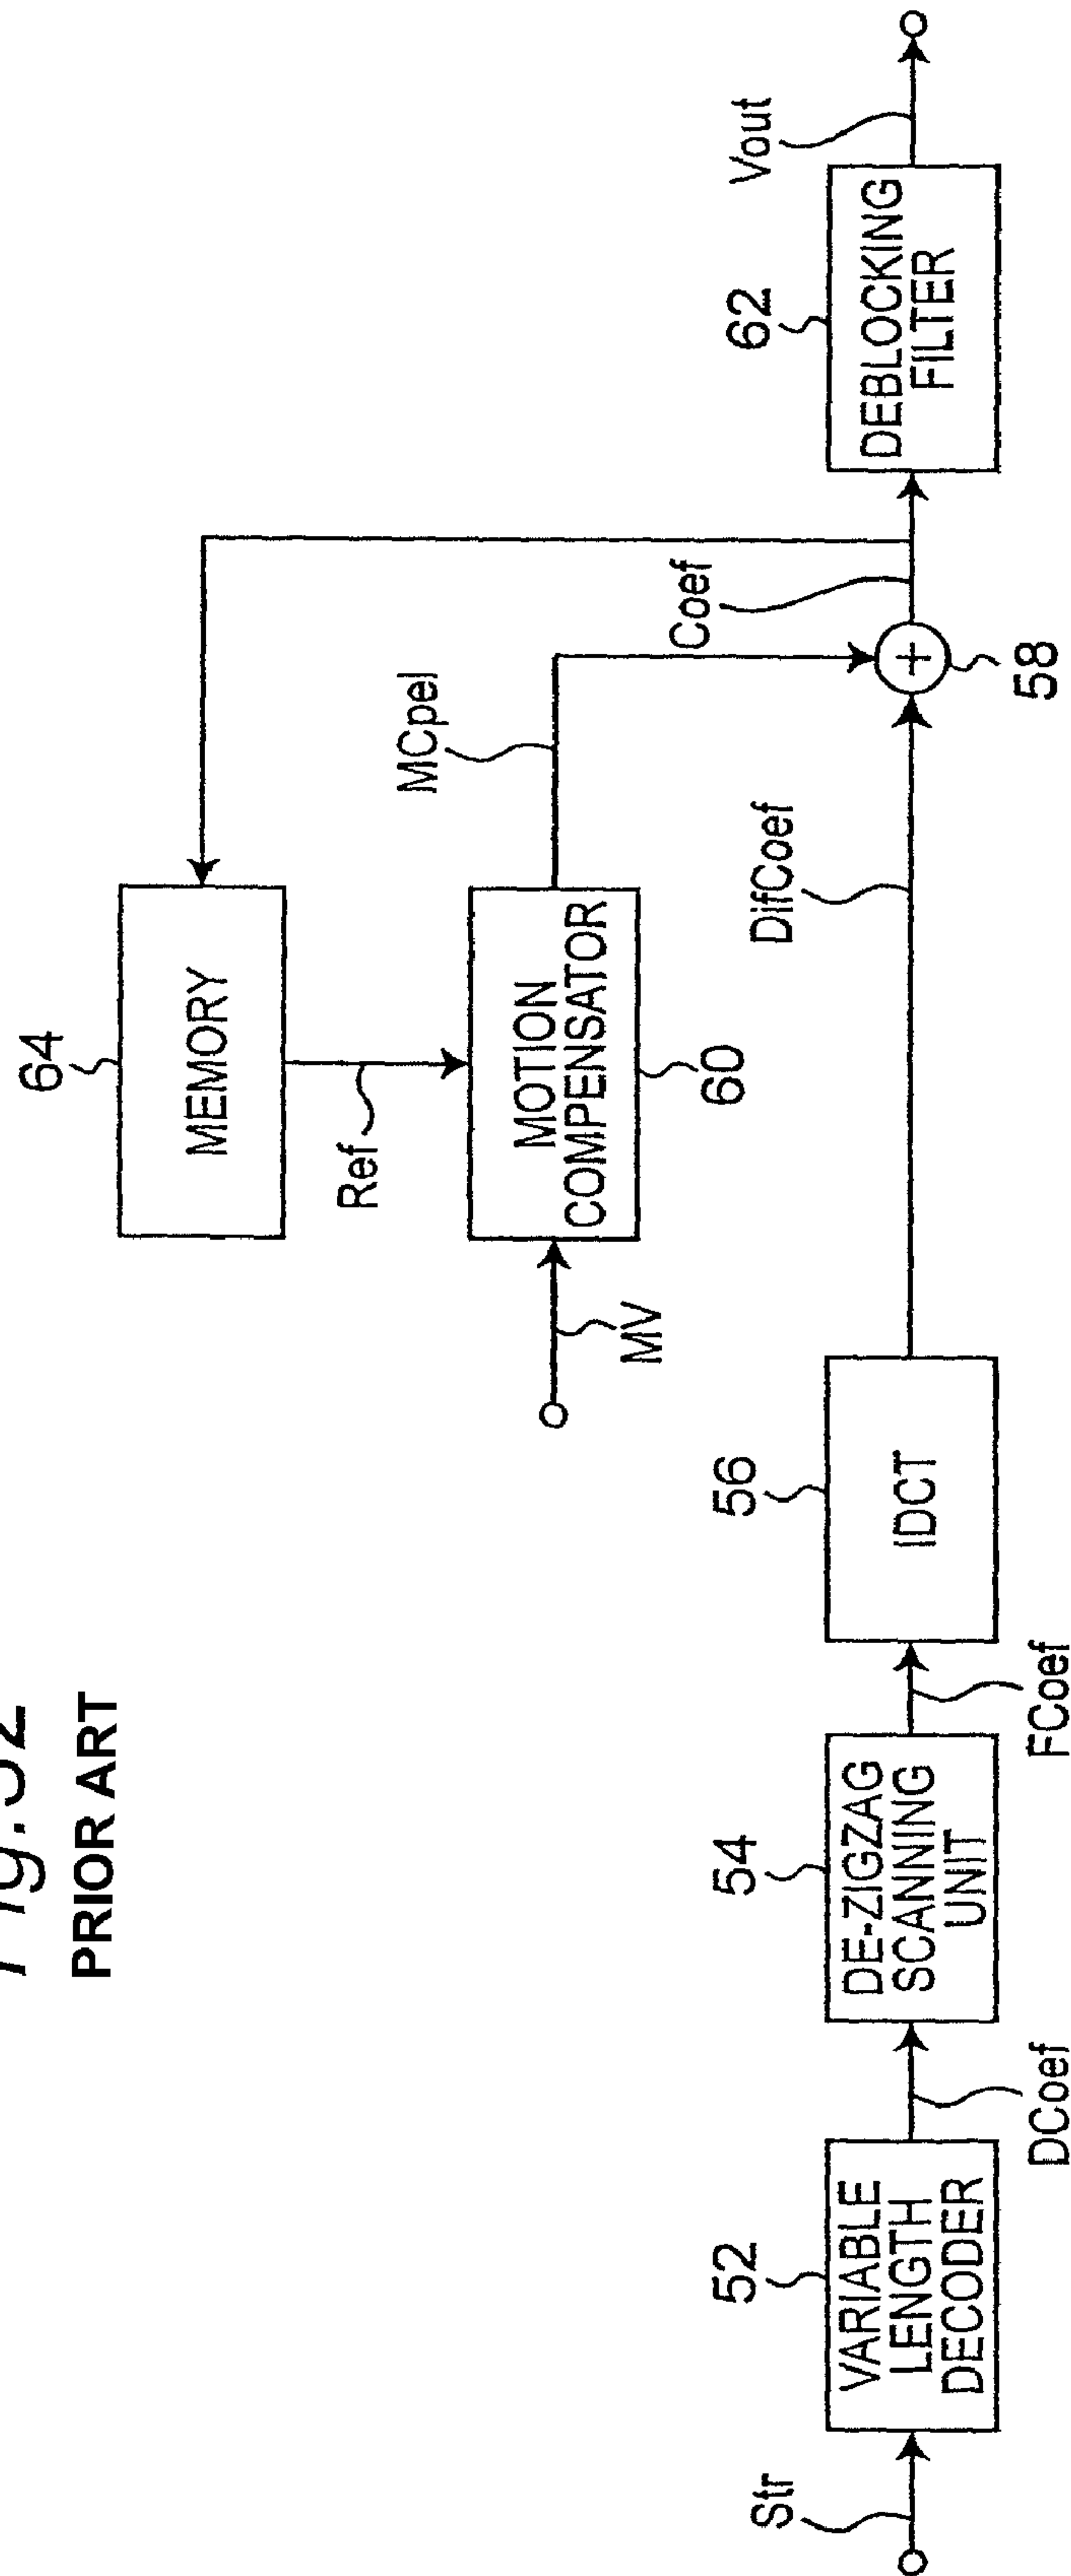 Fig. 32
PRIOR ART
64
MEMORY
Ref
MV
MOTION
COMPENSATOR
60
MCpel
Str
52
VARIABLE
LENGTH
DECODER
DCoef
54
DE-ZIGZAG
SCANNING
UNIT
FCoef
56
IDCT
DifCoef
Coef
58
62
DEBLOCKING
FILTER
Vout